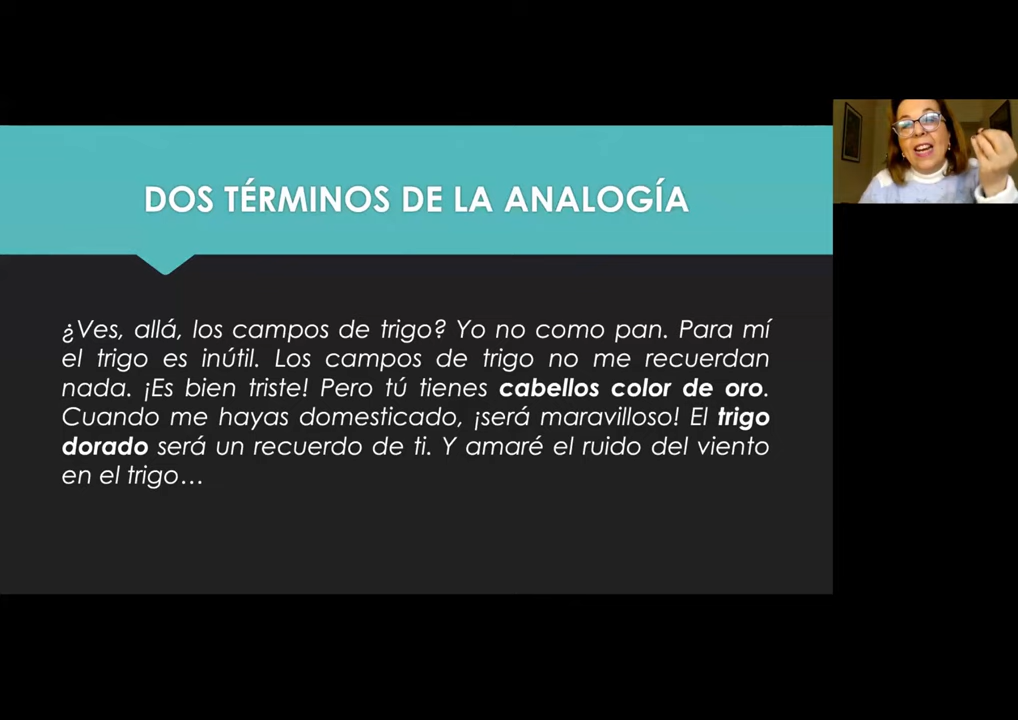 DOS TÉRMINOS DE LA ANALOGÍA
¿Ves, allá, los campos de trigo? Yo no como pan. Para mí
el trigo es inútil. Los campos de trigo no me recuerdan
nada. ¡Es bien triste! Pero tú tienes cabellos color de oro.
Cuando me hayas domesticado, ¡será maravilloso! El trigo
dorado será un recuerdo de ti. Y amaré el ruido del viento
en el trigo…